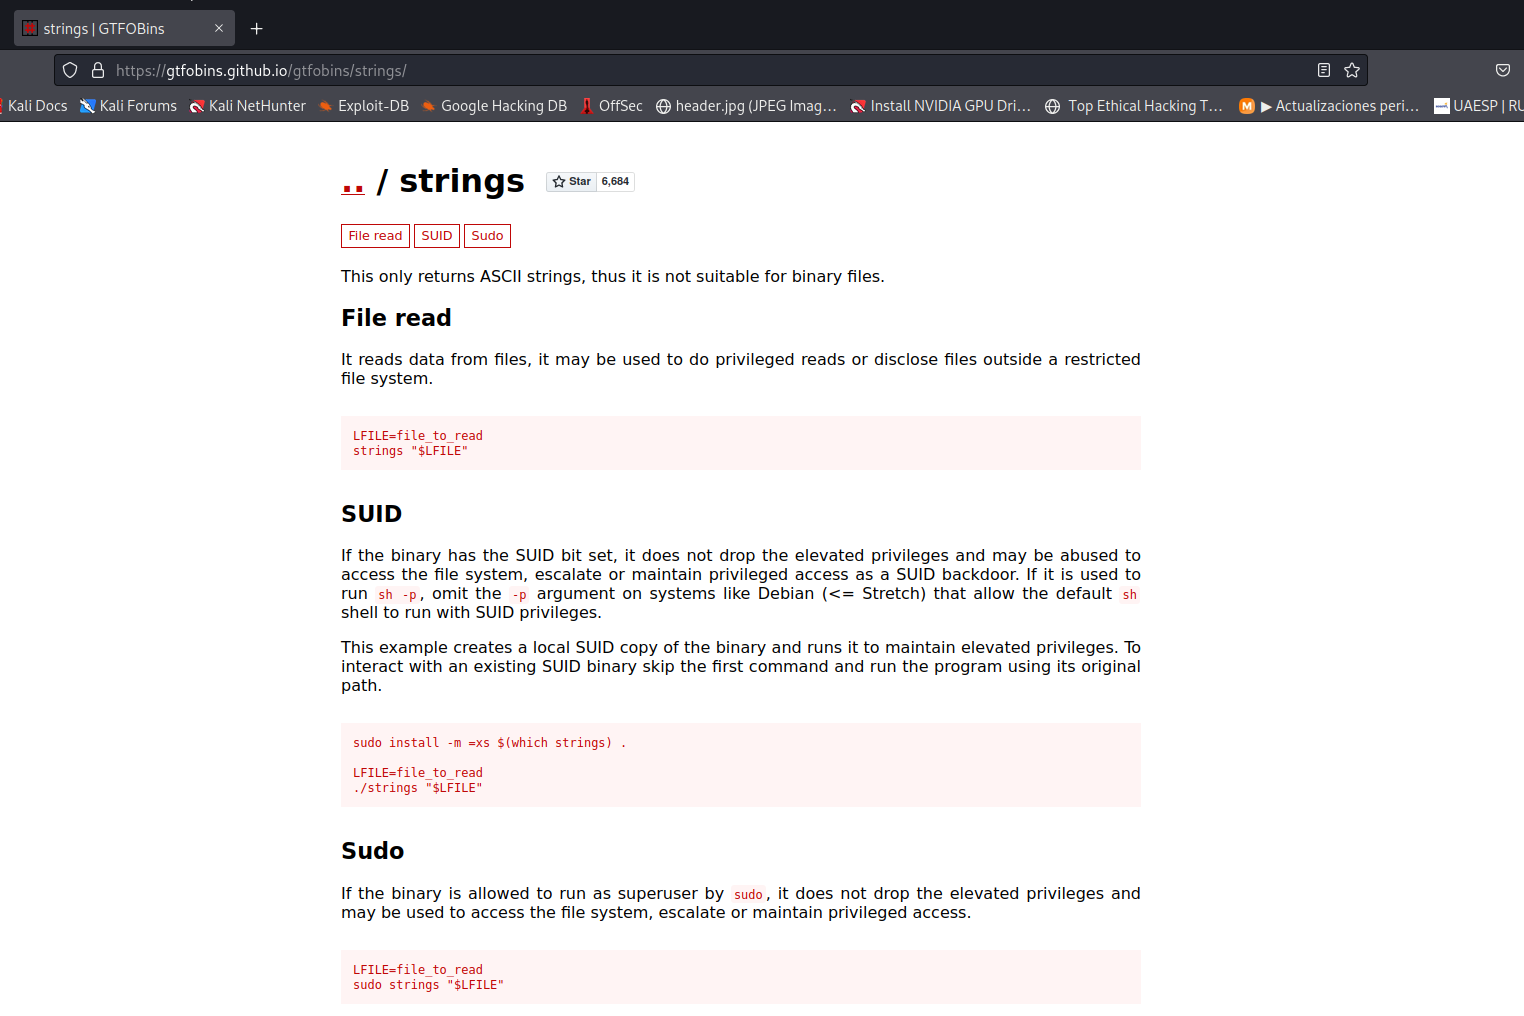 strings | GTFOBins
https://gtfobins.github.io/gtfobins/strings/
Kali Docs Kali Forums Kali NetHunter Exploit-DB Google Hacking DB OffSec header.jpg (JPEG Imag... Install NVIDIA GPU Dri... Top Ethical Hacking T... M ▶ Actualizaciones peri... UAESP | RU
.. / strings Star 6,684
File read SUID Sudo
This only returns ASCII strings, thus it is not suitable for binary files.
File read
It reads data from files, it may be used to do privileged reads or disclose files outside a restricted
file system.
LFILE=file_to_read
strings "$LFILE"
SUID
If the binary has the SUID bit set, it does not drop the elevated privileges and may be abused to
access the file system, escalate or maintain privileged access as a SUID backdoor. If it is used to
run sh -p, omit the -p argument on systems like Debian (<= Stretch) that allow the default sh
shell to run with SUID privileges.
This example creates a local SUID copy of the binary and runs it to maintain elevated privileges. To
interact with an existing SUID binary skip the first command and run the program using its original
path.
sudo install -m =xs $(which strings) .
LFILE=file_to_read
./strings "$LFILE"
Sudo
If the binary is allowed to run as superuser by sudo, it does not drop the elevated privileges and
may be used to access the file system, escalate or maintain privileged access.
LFILE=file_to_read
sudo strings "$LFILE"